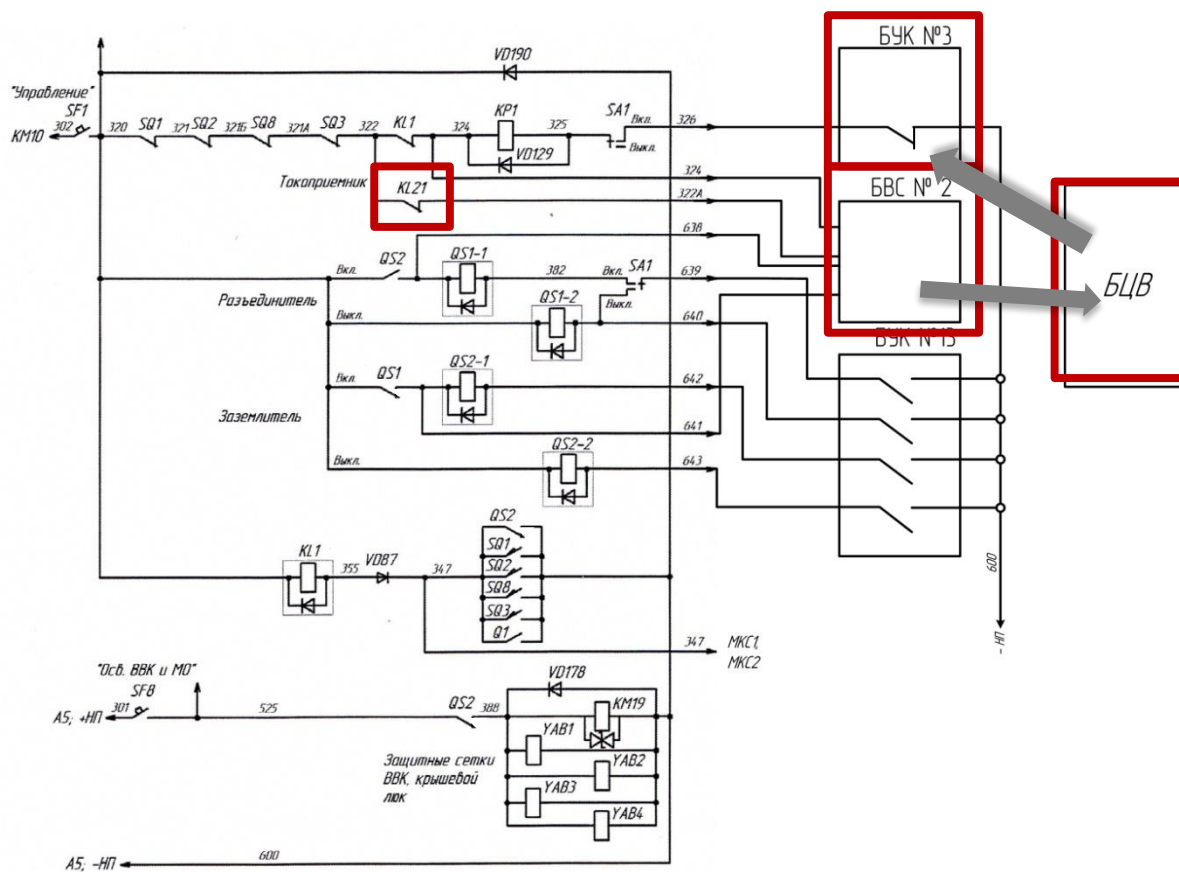 БУК №3
VD190
"Управление"
SF1
КМ10
302
320
SQ1
321
SQ2
321Б
SQ8
321А
SQ3
322
KL1
324
КР1
325
SA1
Вкл.
326
Выкл.
VD129
Токоприемник
KL21
324
322А
БВС № 2
638
QS2
Вкл.
QS1-1
382
Вкл.
SA1
639
Разъединитель
Выкл.
QS1-2
Выкл.
640
БЦВ
БУК №13
QS1
Вкл.
QS2-1
642
Заземлитель
641
Выкл.
QS2-2
643
QS2
KL1
355
VD87
347
SQ1
SQ2
SQ8
SQ3
Q1
600
- НП
347
МКС1,
МКС2
"Осв. ВВК и МО"
SF8
А5; +НП
301
525
QS2
388
VD178
КМ19
YAB1
YAB2
YAB3
YAB4
Защитные сетки
ВВК, крышевой
люк
А5; -НП
600